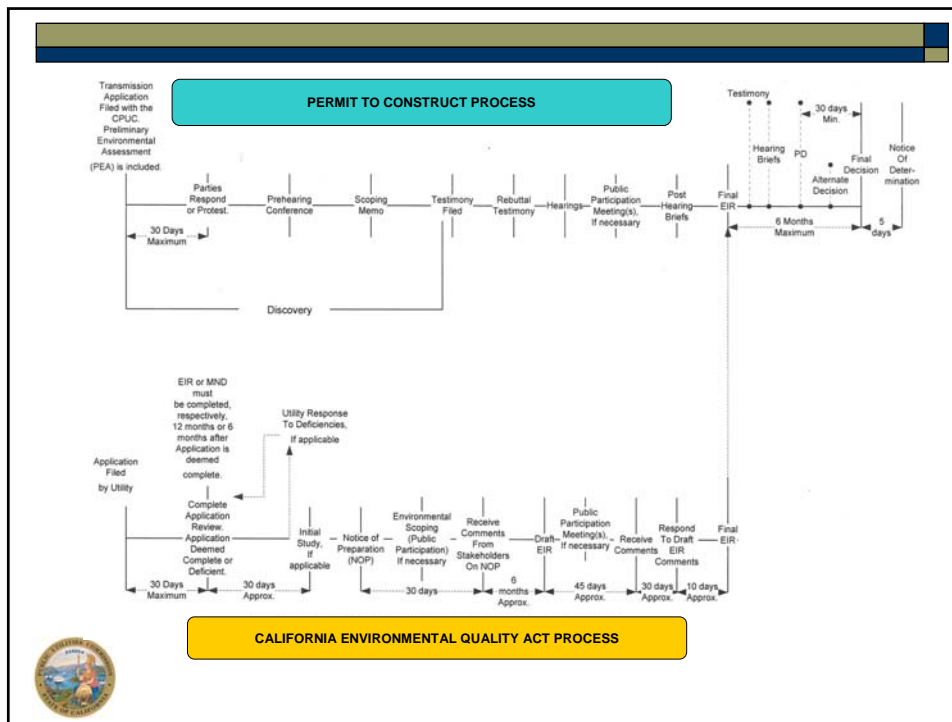 PERMIT TO CONSTRUCT PROCESS
Transmission
Application
Filed with the
CPUC.
Preliminary
Environmental
Assessment
(PEA) is included.
Parties
Respond
or Protest.
Prehearing
Conference
Scoping
Memo
Testimony
Filed
Rebuttal
Testimony
Hearings
Public
Participation
Meeting(s),
If necessary
Post
Hearing
Briefs
Final
EIR
Testimony
Hearing
Briefs
PD
30 days
Min.
Alternate
Decision
Final
Decision
Notice
Of
Deter-
mination
30 Days
Maximum
6 Months
Maximum
5
days
Discovery
EIR or MND
must
be completed,
respectively,
12 months or 6
months after
Application is
deemed
complete.
Utility Response
To Deficiencies,
If applicable
Application
Filed
by Utility
Complete
Application
Review.
Application
Deemed
Complete or
Deficient.
Initial
Study,
If
applicable
Notice of
Preparation
(NOP)
Environmental
Scoping
(Public
Participation)
If necessary
Receive
Comments
From
Stakeholders
On NOP
Draft
EIR
Public
Participation
Meeting(s),
If necessary
Receive
Comments
Respond
To Draft
EIR
Comments
Final
EIR
30 Days
Maximum
30 days
Approx.
30 days
6
months
Approx.
45 days
Approx.
30 days
Approx.
10 days
Approx.
CALIFORNIA ENVIRONMENTAL QUALITY ACT PROCESS
PUBLIC UTILITIES COMMISSION
STATE OF CALIFORNIA